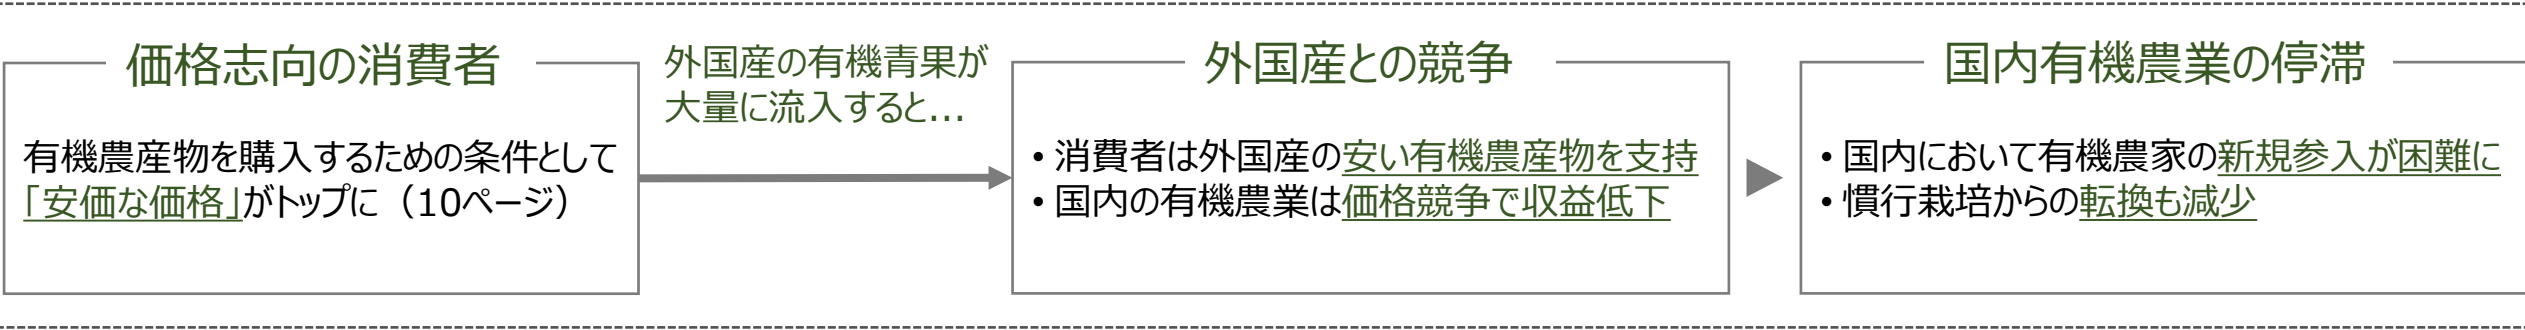 価格志向の消費者
有機農産物を購入するための条件として
「安価な価格」がトップに（10ページ）
外国産の有機青果が
大量に流入すると…
外国産との競争
• 消費者は外国産の安い有機農産物を支持
• 国内の有機農業は価格競争で収益低下
国内有機農業の停滞
• 国内において有機農家の新規参入が困難に
• 慣行栽培からの転換も減少